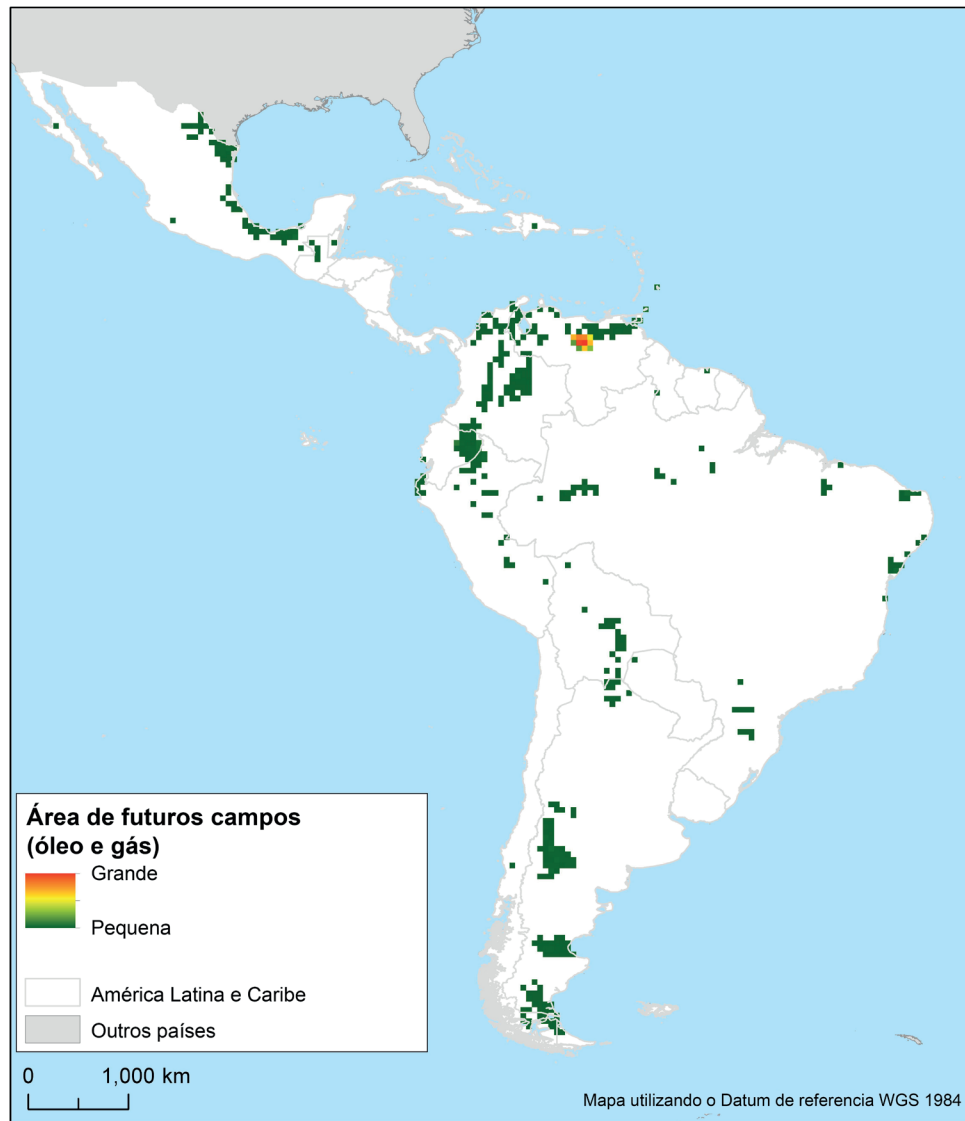 Área de futuros campos
(óleo e gás)
Grande
Pequena
América Latina e Caribe
Outros países
0 1,000 km
Mapa utilizando o Datum de referencia WGS 1984